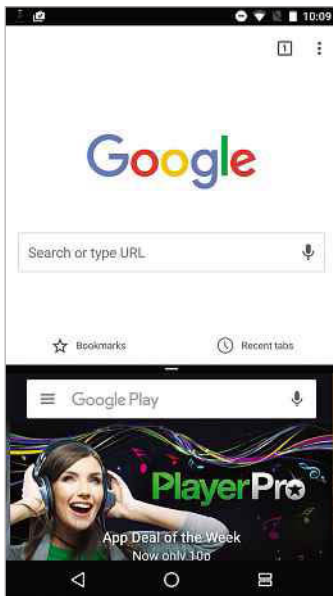 10:09
1
Google
Search or type URL
Bookmarks
Recent tabs
Google Play
PlayerPro
App Deal of the Week
Now only 10p